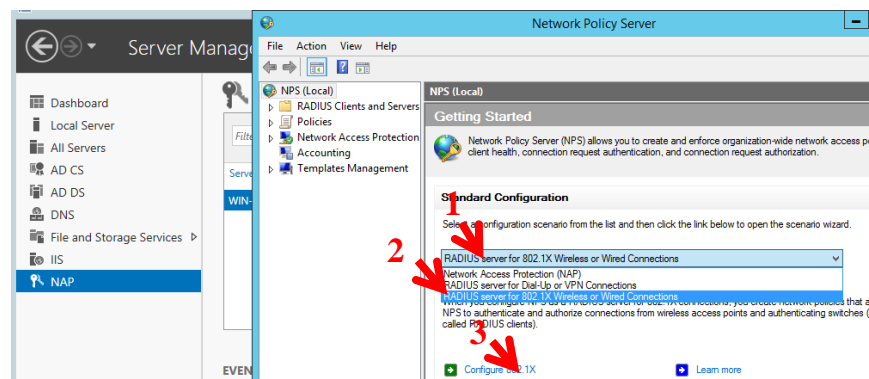 Server Manag
Dashboard
Local Server
All Servers
AD CS
AD DS
DNS
File and Storage Services
IIS
NAP
Filte
Serve
WIN-
EVEN
Network Policy Server
File Action View Help
NPS (Local)
RADIUS Clients and Servers
Policies
Network Access Protection
Accounting
Templates Management
NPS (Local)
Getting Started
Network Policy Server (NPS) allows you to create and enforce organization-wide network access p
client health, connection request authentication, and connection request authorization.
Standard Configuration
1
Select a configuration scenario from the list and then click the link below to open the scenario wizard.
2
RADIUS server for 802.1X Wireless or Wired Connections
Network Access Protection (NAP)
RADIUS server for Dial-Up or VPN Connections
RADIUS server for 802.1X Wireless or Wired Connections
When you configure NPS as a RADIUS server for 802.1X connections, you create network policies that a
NPS to authenticate and authorize connections from wireless access points and authenticating switches (
called RADIUS clients).
3
Configure 802.1X
Learn more